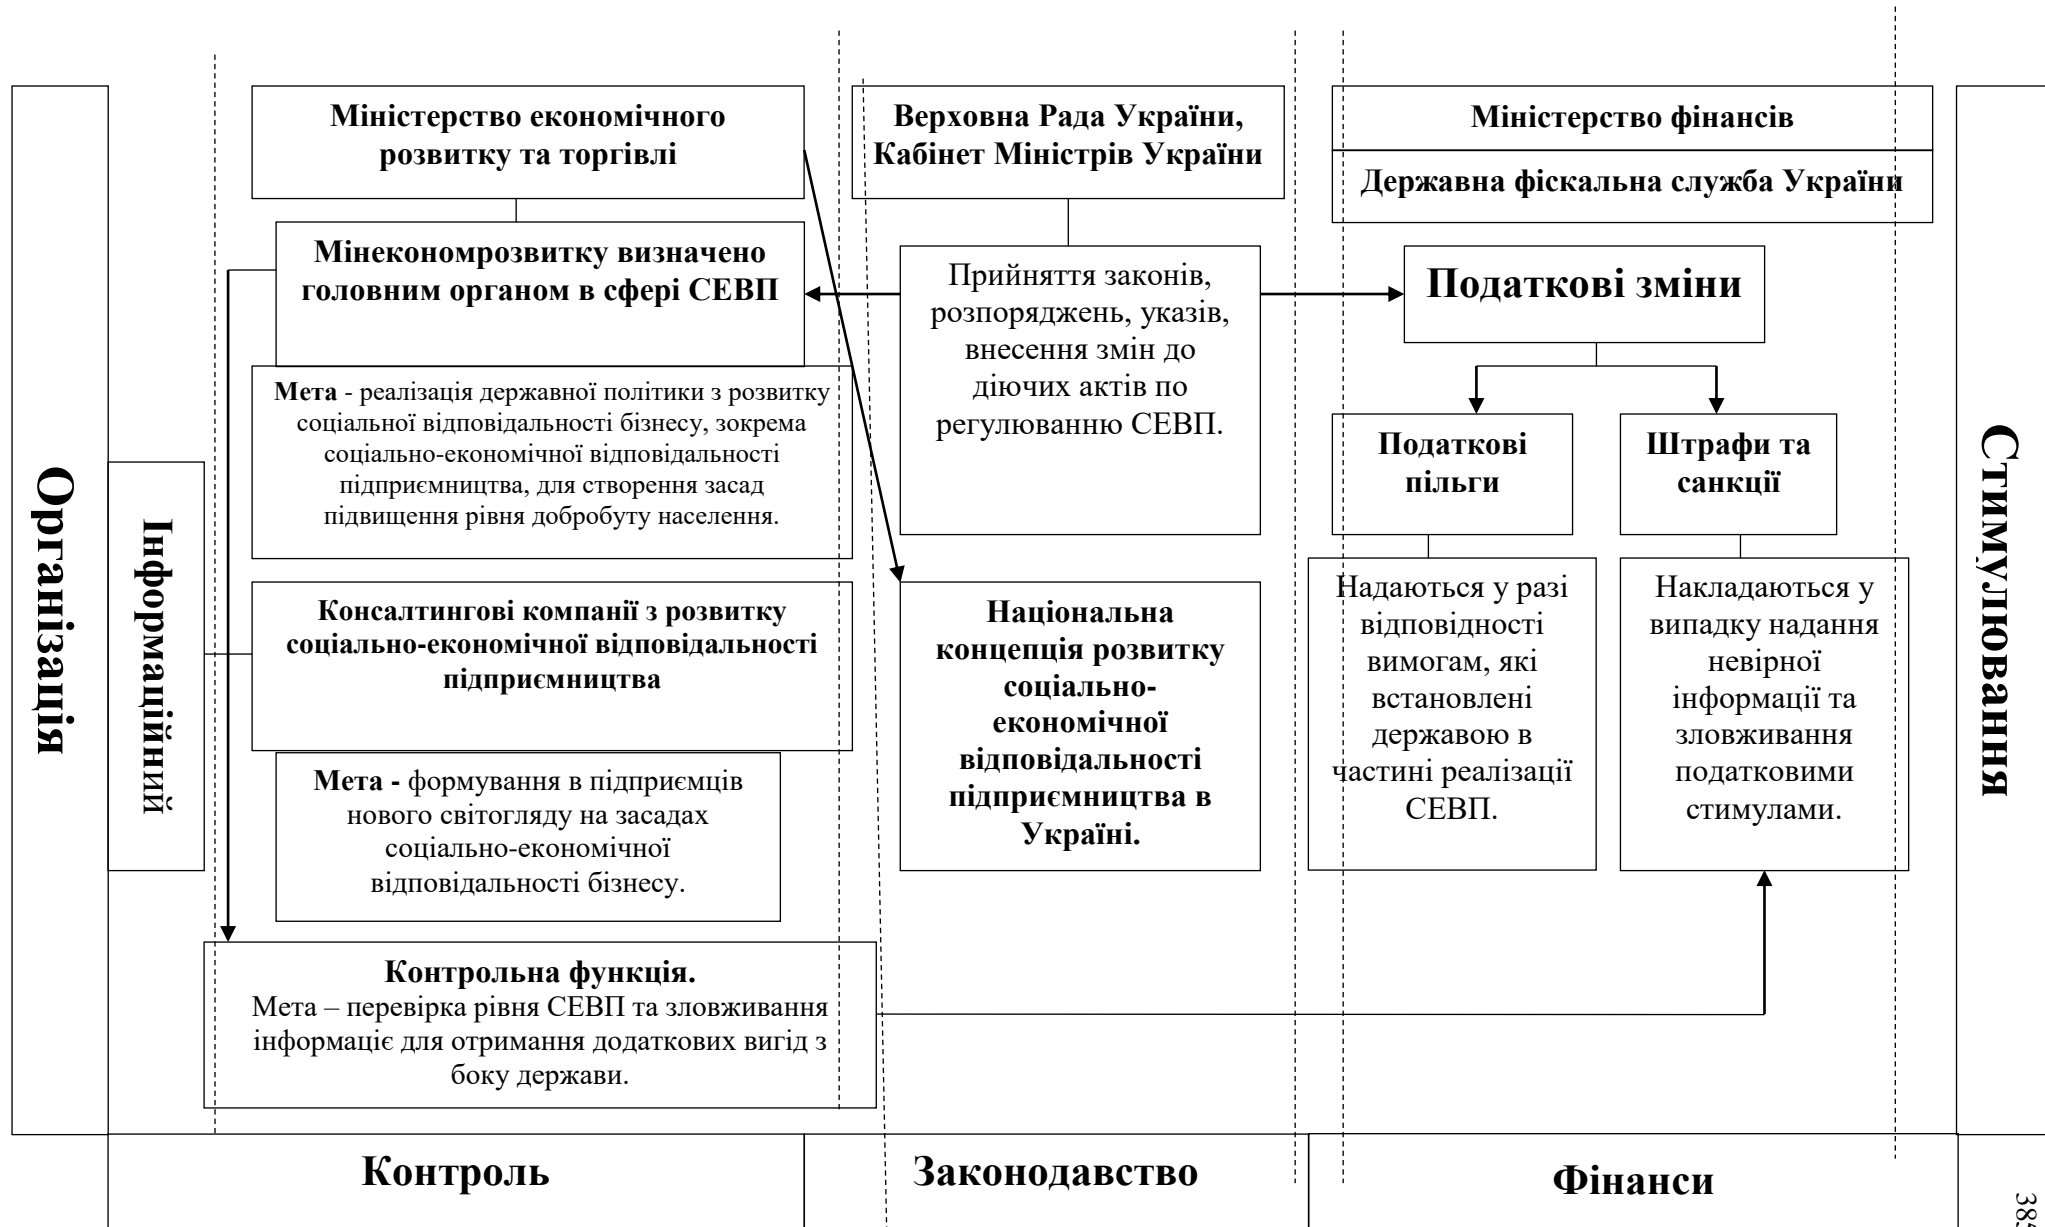 Організація
Інформаційний
Міністерство економічного
розвитку та торгівлі
Мінекономрозвитку визначено
головним органом в сфері СЕВП
Мета - реалізація державної політики з розвитку
соціальної відповідальності бізнесу, зокрема
соціально-економічної відповідальності
підприємництва, для створення засад
підвищення рівня добробуту населення.
Консалтингові компанії з розвитку
соціально-економічної відповідальності
підприємництва
Мета - формування в підприємців
нового світогляду на засадах
соціально-економічної
відповідальності бізнесу.
Контрольна функція.
Мета – перевірка рівня СЕВП та зловживання
інформаціє для отримання додаткових вигід з
боку держави.
Верховна Рада України,
Кабінет Міністрів України
Прийняття законів,
розпоряджень, указів,
внесення змін до
діючих актів по
регулюванню СЕВП.
Національна
концепція розвитку
соціально-
економічної
відповідальності
підприємництва в
Україні.
Міністерство фінансів
Державна фіскальна служба України
Податкові зміни
Податкові
пільги
Штрафи та
санкції
Надаються у разі
відповідності
вимогам, які
встановлені
державою в
частині реалізації
СЕВП.
Накладаються у
випадку надання
невірної
інформації та
зловживання
податковими
стимулами.
Стимулювання
Контроль
Законодавство
Фінанси